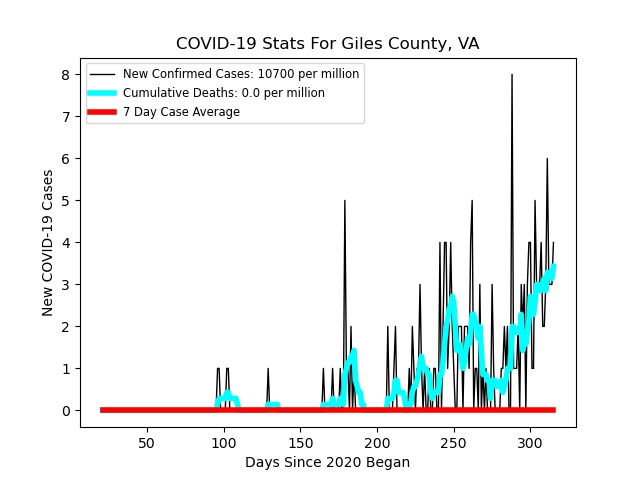 COVID-19 Stats For Giles County, VA
New Confirmed Cases: 10700 per million
Cumulative Deaths: 0.0 per million
7 Day Case Average
New COVID-19 Cases
8
7
6
5
4
3
2
1
0
50 100 150 200 250 300
Days Since 2020 Began